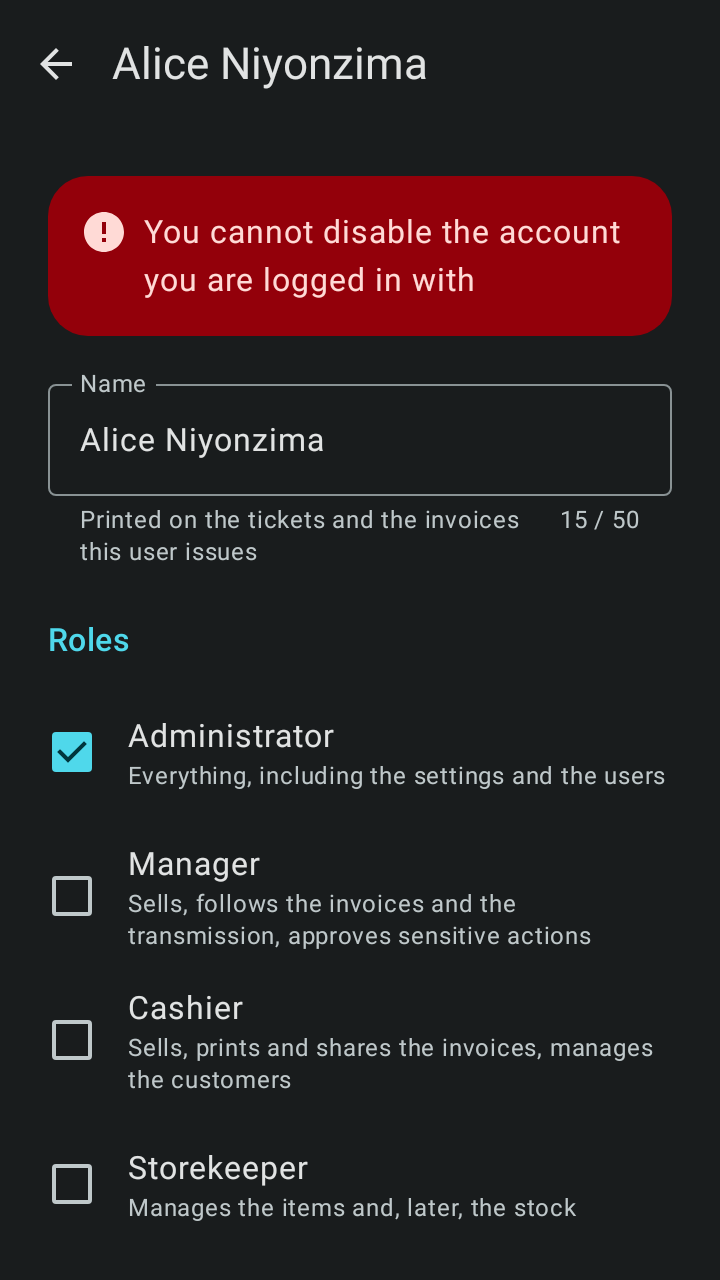 Alice Niyonzima
You cannot disable the account
you are logged in with
Name
Alice Niyonzima
Printed on the tickets and the invoices 15 / 50
this user issues
Roles
Administrator
Everything, including the settings and the users
Manager
Sells, follows the invoices and the
transmission, approves sensitive actions
Cashier
Sells, prints and shares the invoices, manages
the customers
Storekeeper
Manages the items and, later, the stock